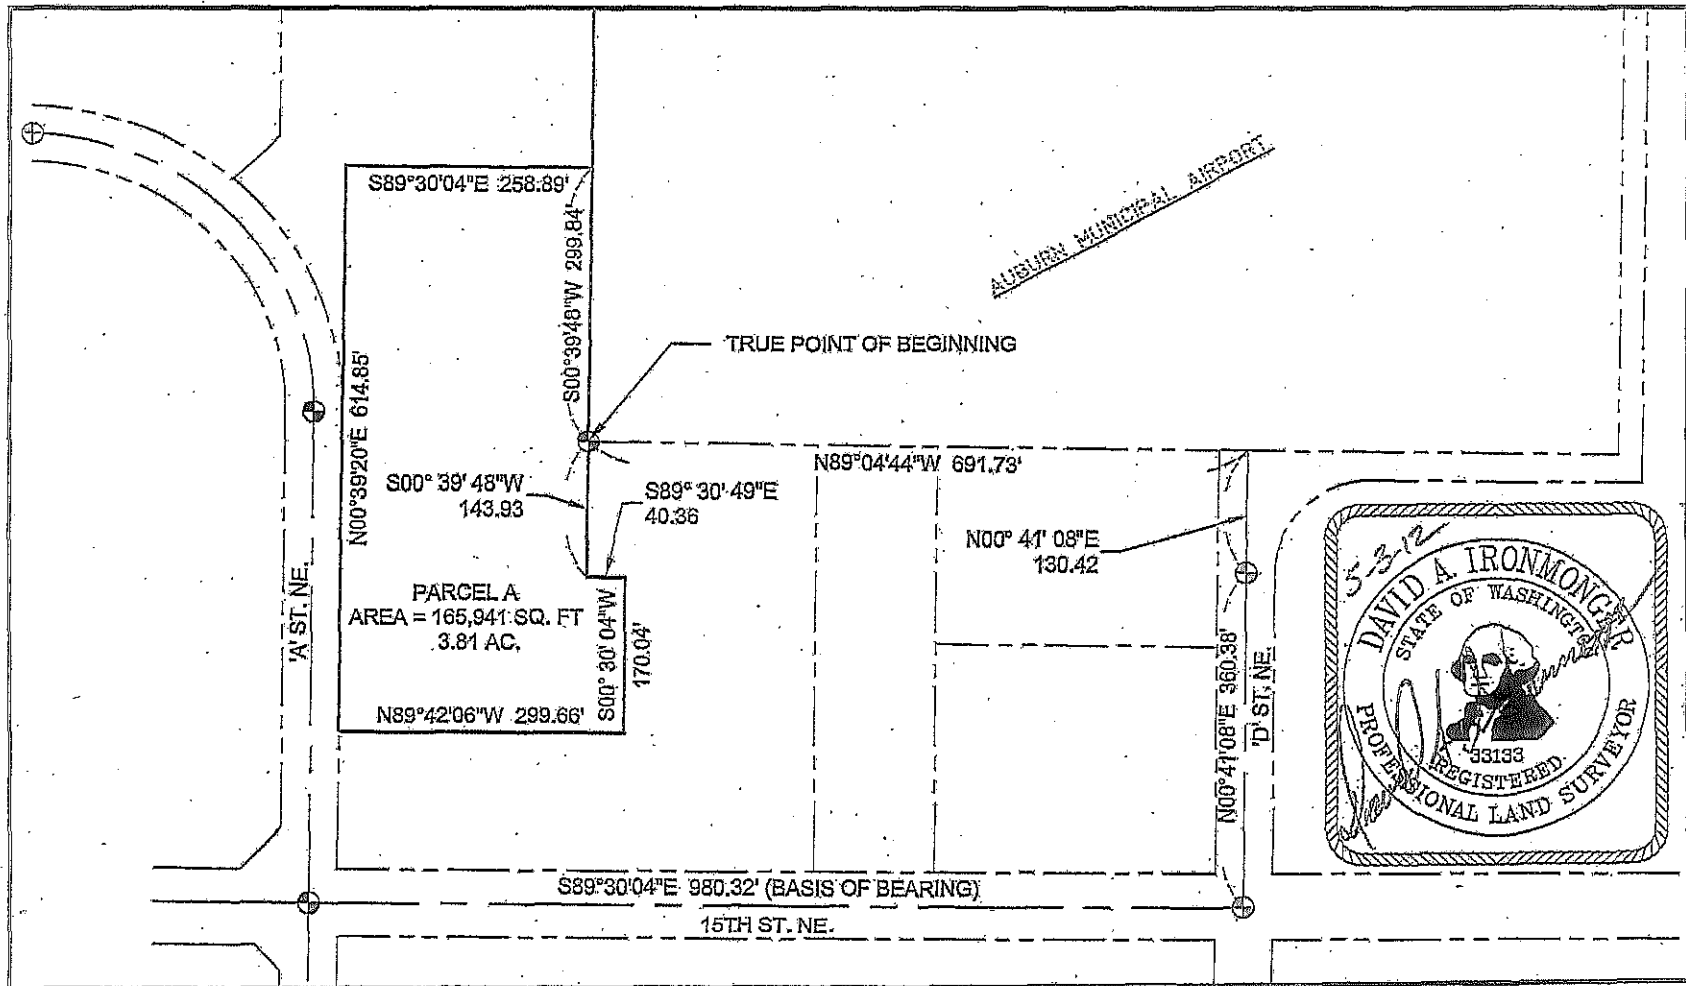 S89°30'04"E 258.89'
S00°39'48"W 299.84'
AUBURN MUNICIPAL AIRPORT
TRUE POINT OF BEGINNING
N00°39'20"E 614.85'
N89°04'44"W 691.73'
S00° 39' 48"W
143.93
S89° 30' 49"E
40.36
N00° 41' 08"E
130.42
PARCEL A
AREA = 165,941 SQ. FT
3.81 AC.
'A' ST. NE.
S00° 30' 04"W
170.04'
N89°42'06"W 299.66'
N00°41'08"E 360.38'
'D' ST. NE.
5-3-12
DAVID A. IRONMONGER
STATE OF WASHINGTON
33133
REGISTERED
PROFESSIONAL LAND SURVEYOR
S89°30'04"E 980.32' (BASIS OF BEARING)
15TH ST. NE.